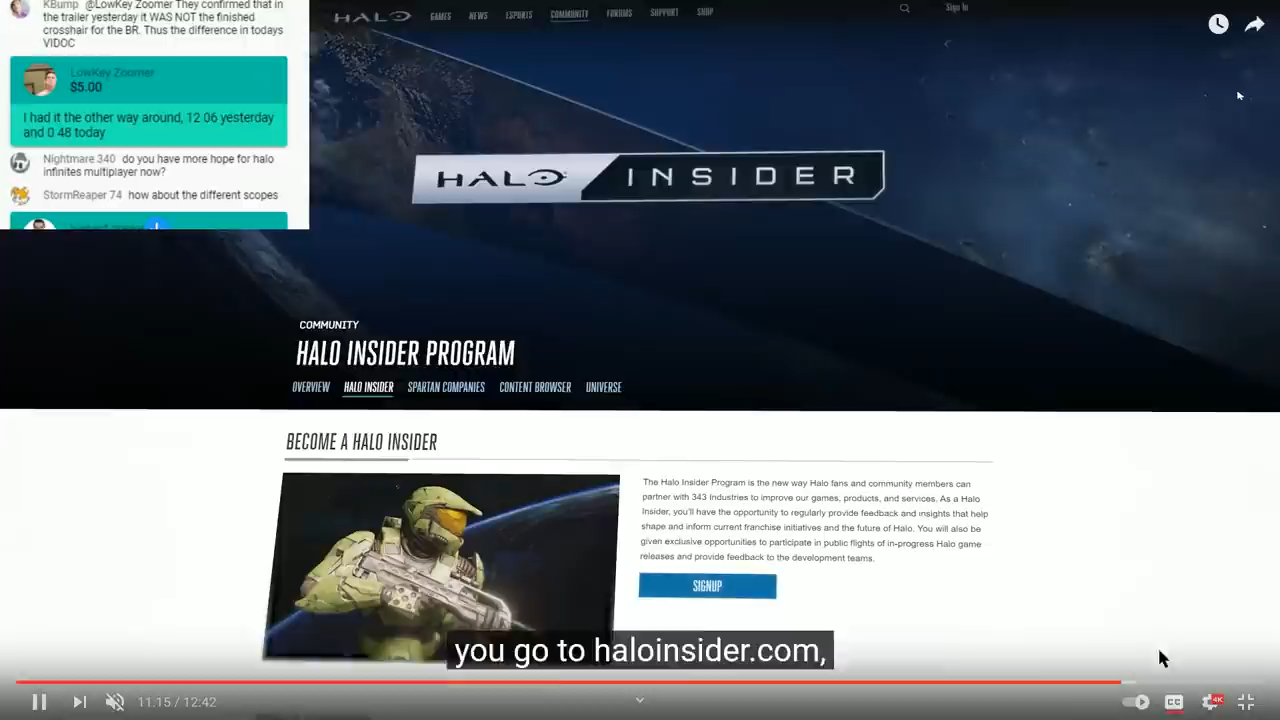 KBump @LowKey Zoomer They confirmed that in
the trailer yesterday it WAS NOT the finished
crosshair for the BR. Thus the difference in todays
VIDOC
LowKey Zoomer
$5.00
I had it the other way around, 12 06 yesterday
and 0 48 today
Nightmare 340 do you have more hope for halo
infinites multiplayer now?
StormReaper 74 how about the different scopes
HALO GAMES NEWS ESPORTS COMMUNITY FORUMS SUPPORT SHOP Sign In
HALO INSIDER
COMMUNITY
HALO INSIDER PROGRAM
OVERVIEW HALO INSIDER SPARTAN COMPANIES CONTENT BROWSER UNIVERSE
BECOME A HALO INSIDER
The Halo Insider Program is the new way Halo fans and community members can
partner with 343 Industries to improve our games, products, and services. As a Halo
Insider, you'll have the opportunity to regularly provide feedback and insights that help
shape and inform current franchise initiatives and the future of Halo. You will also be
given exclusive opportunities to participate in public flights of in-progress Halo game
releases and provide feedback to the development teams.
SIGNUP
you go to haloinsider.com,
11.15 / 12:42
CC
4K